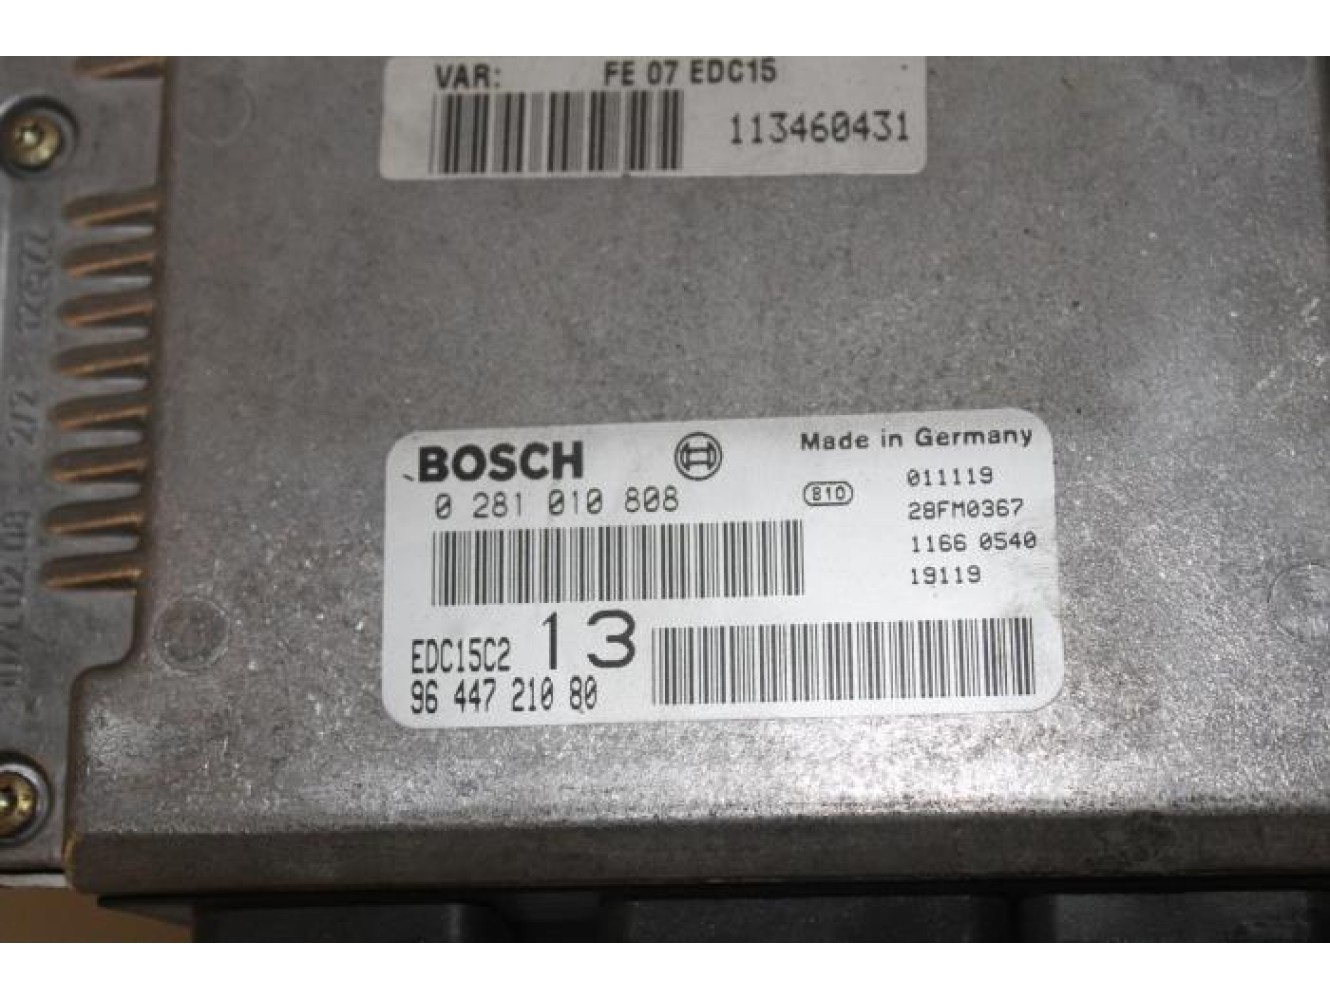 VAR: FE 07 EDC15
113460431
BOSCH Made in Germany
0 281 010 808 810 011119
28FM0367
1166 0540
19119
EDC15C2 13
96 447 210 80